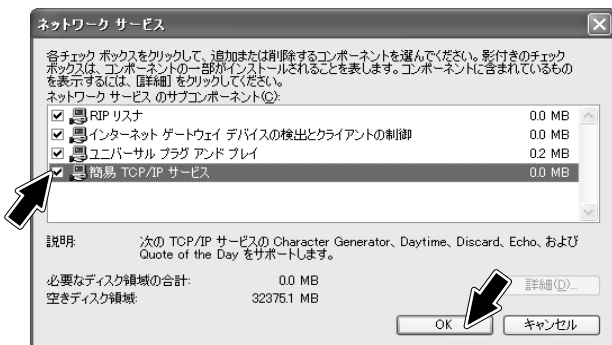 ネットワーク サービス
各チェック ボックスをクリックして、追加または削除するコンポーネントを選んでください。影付きのチェック
ボックスは、コンポーネントの一部がインストールされることを表します。コンポーネントに含まれているもの
を表示するには、[詳細] をクリックしてください。
ネットワーク サービス のサブコンポーネント(C):
RIP リスナ 0.0 MB
インターネット ゲートウェイ デバイスの検出とクライアントの制御 0.0 MB
ユニバーサル プラグ アンド プレイ 0.2 MB
簡易 TCP/IP サービス 0.0 MB
説明: 次の TCP/IP サービスの Character Generator、Daytime、Discard、Echo、および
Quote of the Day をサポートします。
必要なディスク領域の合計: 0.0 MB
空きディスク領域: 32375.1 MB
詳細(D)...
OK キャンセル